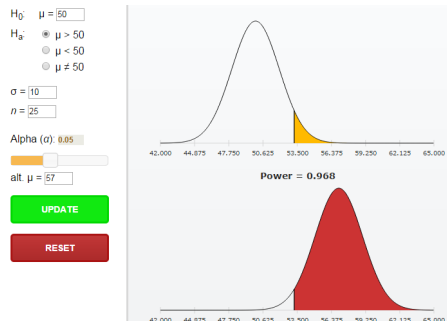 H₀: μ = 50
Hₐ: μ > 50
μ < 50
μ ≠ 50
σ = 10
n = 25
Alpha (α): 0.05
alt. μ = 57
UPDATE
RESET
42.000 44.875 47.750 50.625 53.500 56.375 59.250 62.125 65.000
Power = 0.968
42.000 44.875 47.750 50.625 53.500 56.375 59.250 62.125 65.000